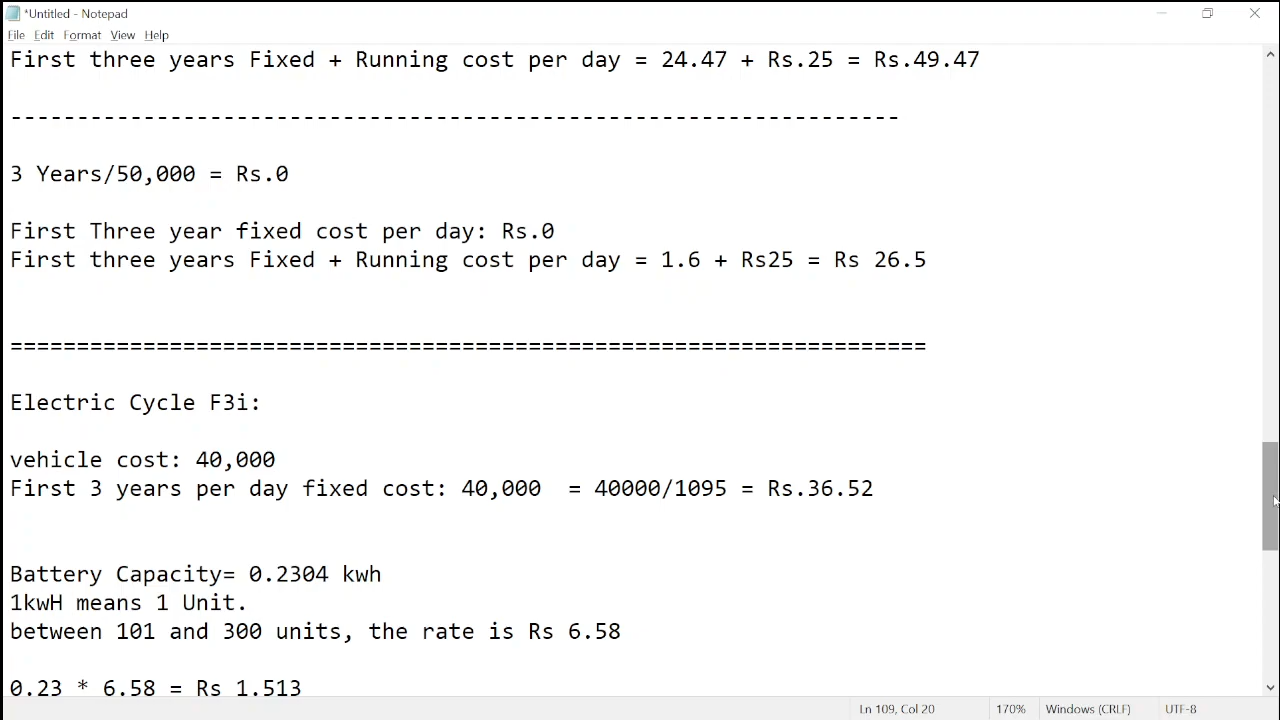 *Untitled - Notepad
File Edit Format View Help
First three years Fixed + Running cost per day = 24.47 + Rs.25 = Rs.49.47
-------------------------------------------------------------------
3 Years/50,000 = Rs.0
First Three year fixed cost per day: Rs.0
First three years Fixed + Running cost per day = 1.6 + Rs25 = Rs 26.5
=====================================================================
Electric Cycle F3i:
vehicle cost: 40,000
First 3 years per day fixed cost: 40,000  = 40000/1095 = Rs.36.52
Battery Capacity= 0.2304 kwh
1kwH means 1 Unit.
between 101 and 300 units, the rate is Rs 6.58
0.23 * 6.58 = Rs 1.513
Ln 109, Col 20 170% Windows (CRLF) UTF-8